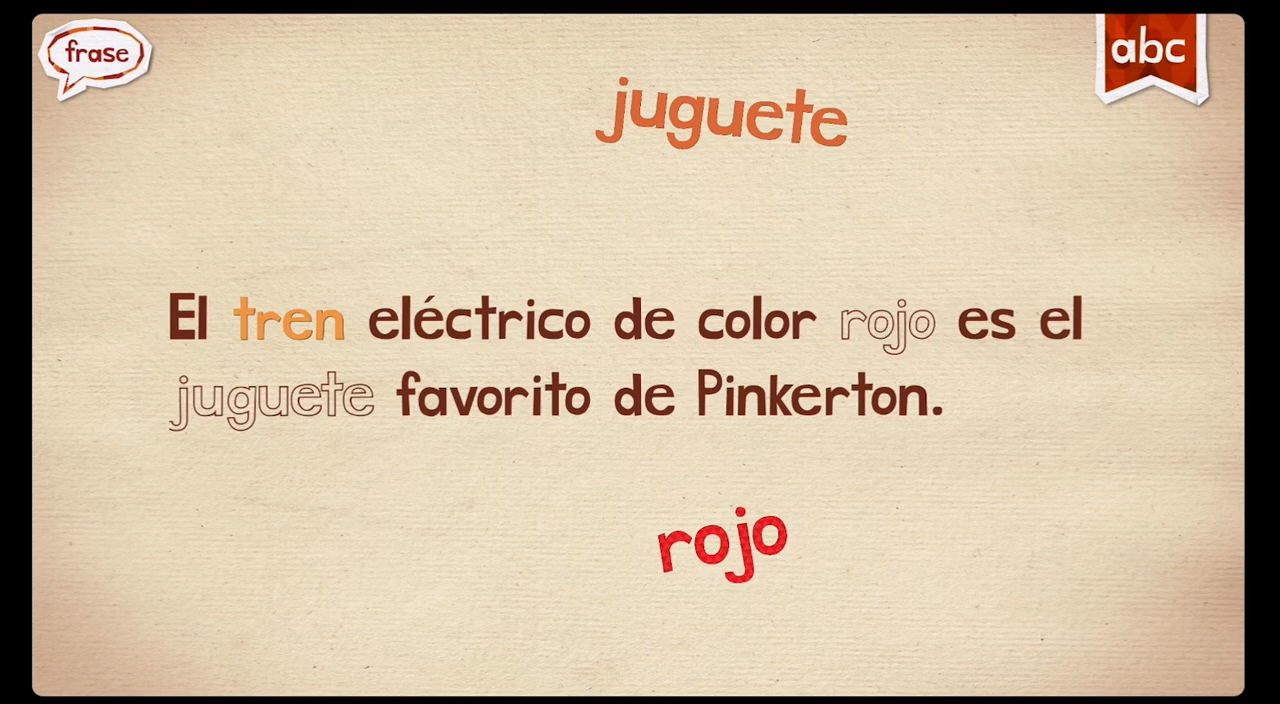 frase
abc
juguete
El tren eléctrico de color rojo es el
juguete favorito de Pinkerton.
rojo